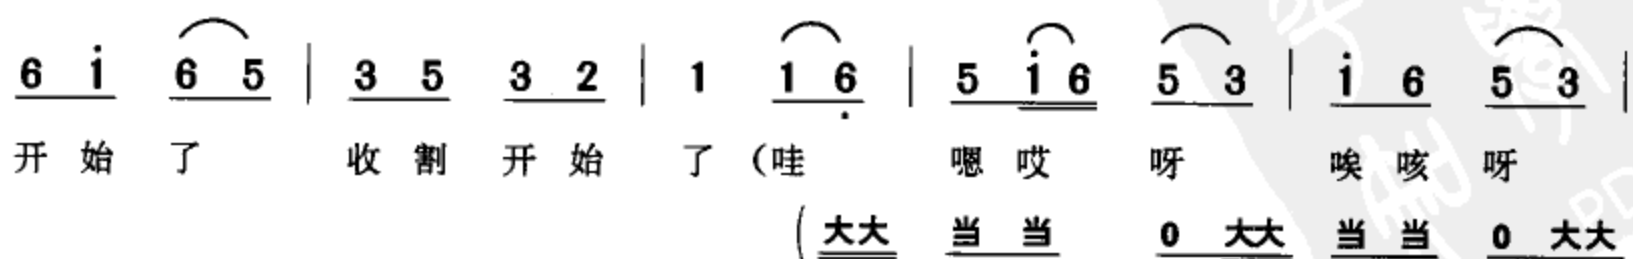 6 i̇ 6 5 | 3 5 3 2 | 1 1 6̣ | 5 i̇ 6 5 3 | i̇ 6 5 3 |
开 始 了 收 割 开 始 了 (哇 嗯 哎 呀 唉 咳 呀
( 大大 当 当 0 大大 当 当 0 大大